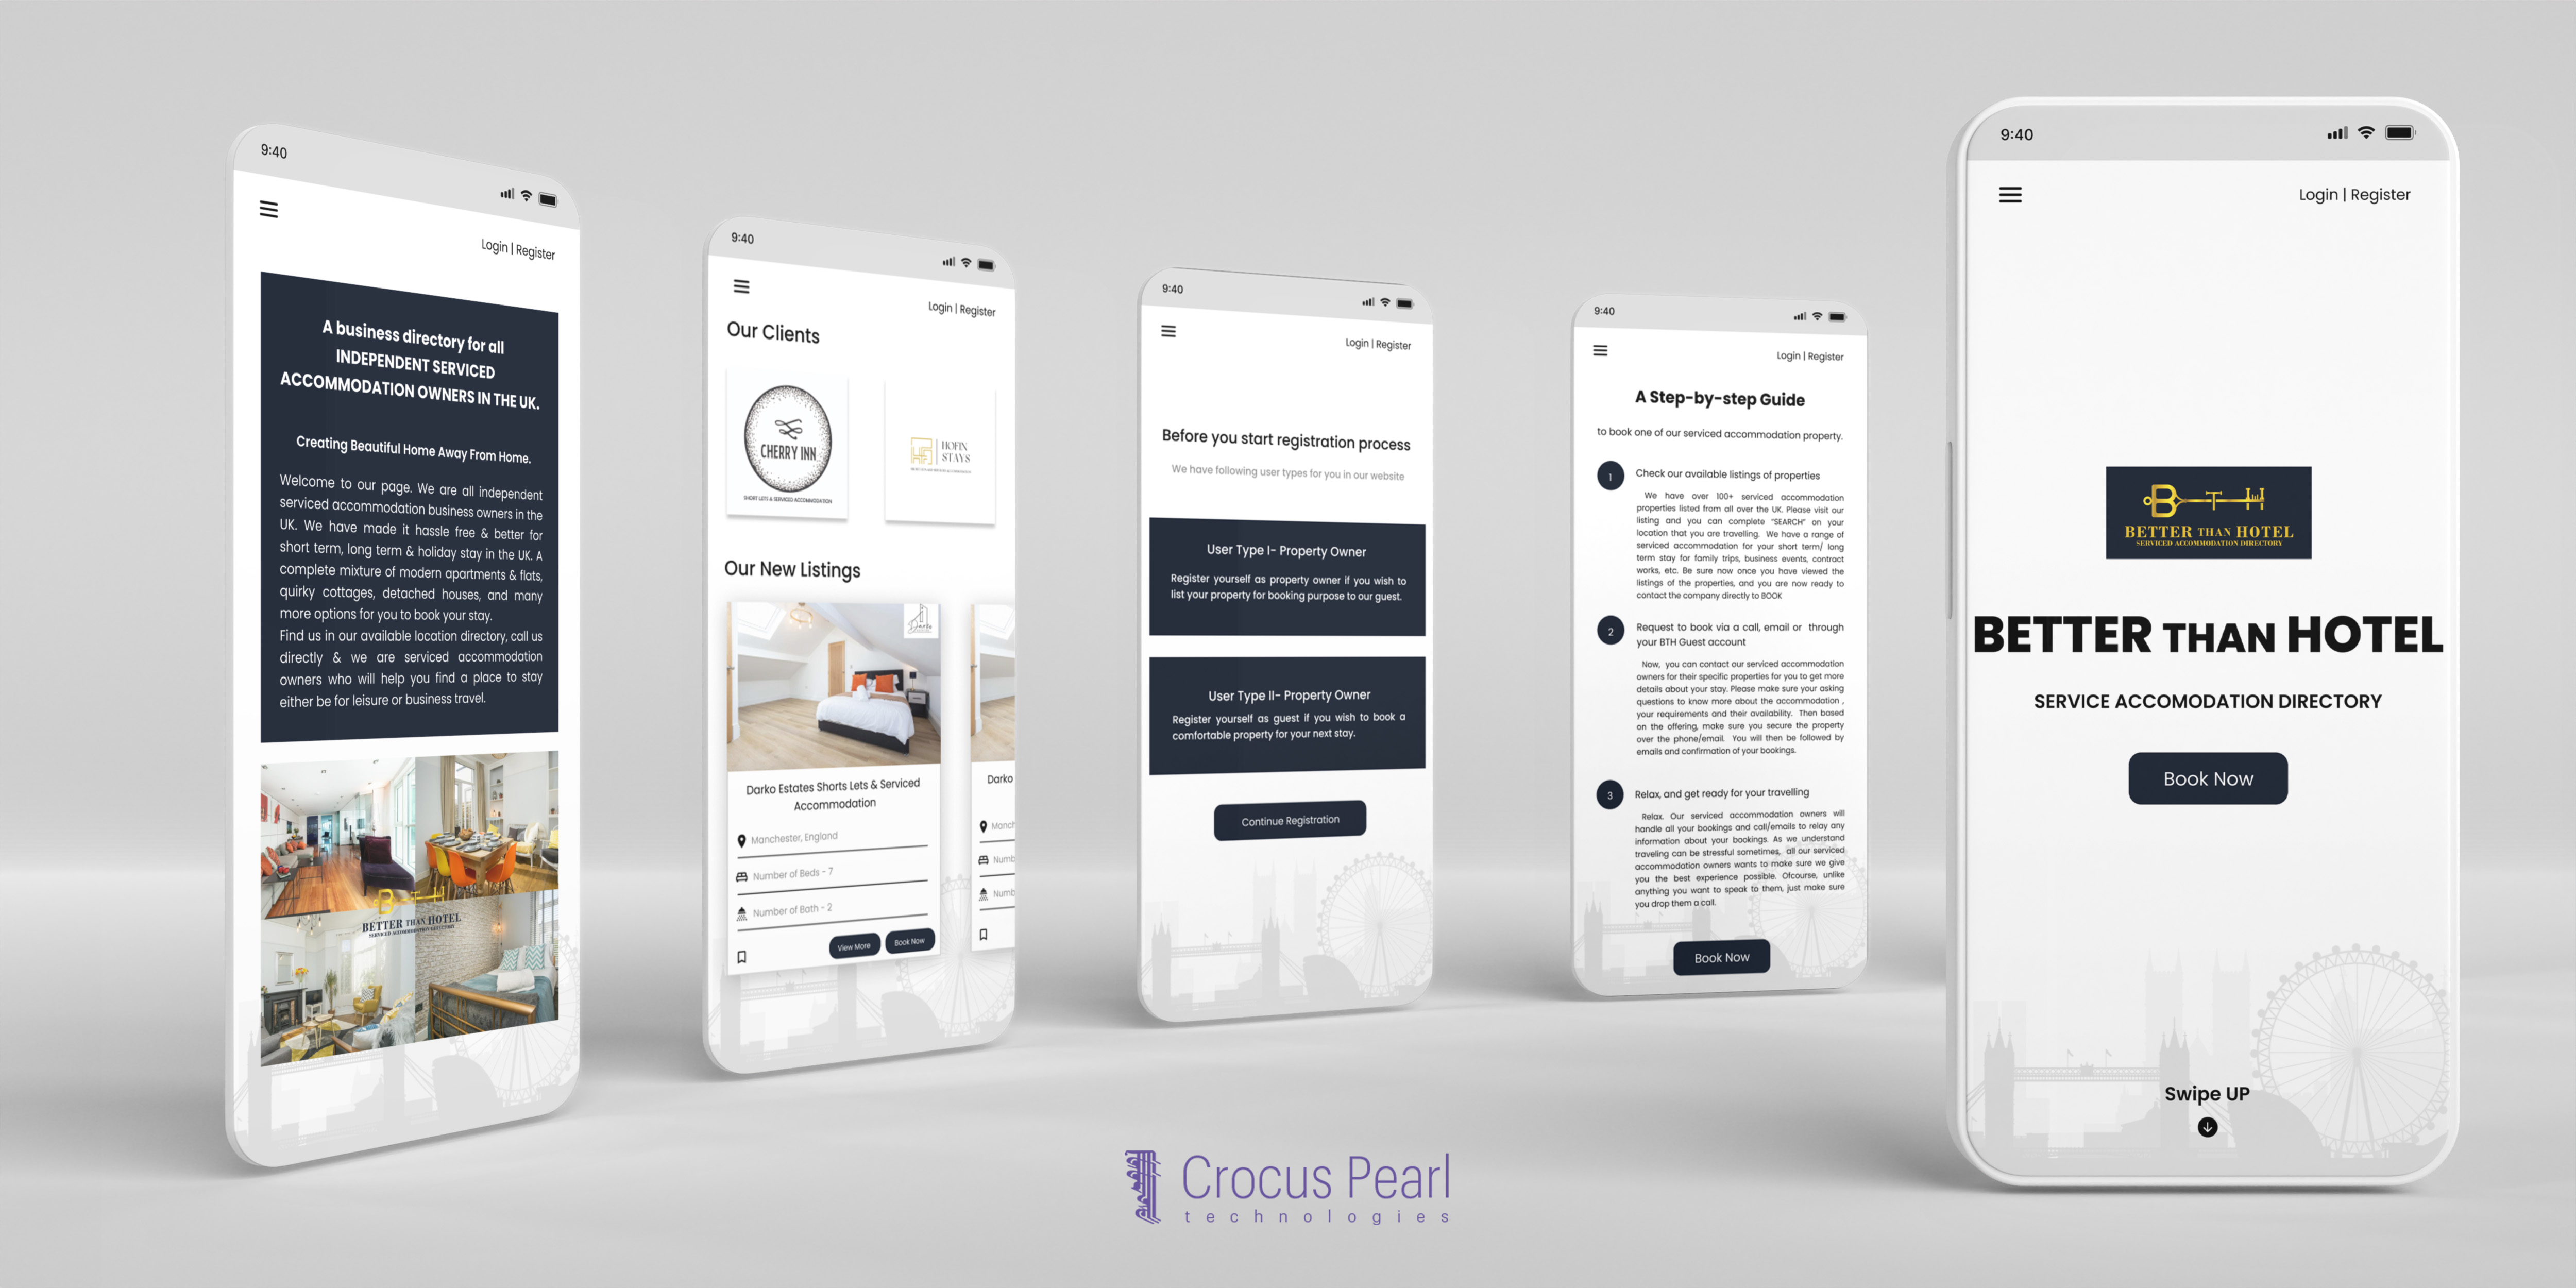 9:40
Login | Register
A business directory for all
INDEPENDENT SERVICED
ACCOMMODATION OWNERS IN THE UK.
Creating Beautiful Home Away From Home.
Welcome to our page. We are all independent
serviced accommodation business owners in the
UK. We have made it hassle free & better for
short term, long term & holiday stay in the UK. A
complete mixture of modern apartments & flats,
quirky cottages, detached houses, and many
more options for you to book your stay.
Find us in our available location directory, call us
directly & we are serviced accommodation
owners who will help you find a place to stay
either be for leisure or business travel.
BETTER THAN HOTEL
SERVICED ACCOMMODATION DIRECTORY
9:40
Login | Register
Our Clients
CHERRY INN
SHORT LETS & SERVICED ACCOMMODATION
HF
HOFIN
STAYS
Our New Listings
Darko
Darko Estates Shorts Lets & Serviced
Accommodation
Manchester, England
Number of Beds - 7
Number of Bath - 2
View More
Book Now
Darko
Manch
Numb
Numb
9:40
Login | Register
Before you start registration process
We have following user types for you in our website
User Type I- Property Owner
Register yourself as property owner if you wish to
list your property for booking purpose to our guest.
User Type II- Property Owner
Register yourself as guest if you wish to book a
comfortable property for your next stay.
Continue Registration
9:40
Login | Register
A Step-by-step Guide
to book one of our serviced accommodation property.
1
Check our available listings of properties
We have over 100+ serviced accommodation
properties listed from all over the UK. Please visit our
listing and you can complete “SEARCH” on your
location that you are travelling. We have a range of
serviced accommodation for your short term/ long
term stay for family trips, business events, contract
works, etc. Be sure now once you have viewed the
listings of the properties, and you are now ready to
contact the company directly to BOOK
2
Request to book via a call, email or through
your BTH Guest account
Now, you can contact our serviced accommodation
owners for their specific properties for you to get more
details about your stay. Please make sure your asking
questions to know more about the accommodation ,
your requirements and their availability. Then based
on the offering, make sure you secure the property
over the phone/email. You will then be followed by
emails and confirmation of your bookings.
3
Relax, and get ready for your travelling
Relax. Our serviced accommodation owners will
handle all your bookings and call/emails to relay any
information about your bookings. As we understand
traveling can be stressful sometimes, all our serviced
accommodation owners wants to make sure we give
you the best experience possible. Ofcourse, unlike
anything you want to speak to them, just make sure
you drop them a call.
Book Now
9:40
Login | Register
BTH
BETTER THAN HOTEL
SERVICED ACCOMMODATION DIRECTORY
BETTER THAN HOTEL
SERVICE ACCOMODATION DIRECTORY
Book Now
Swipe UP
Crocus Pearl
technologies